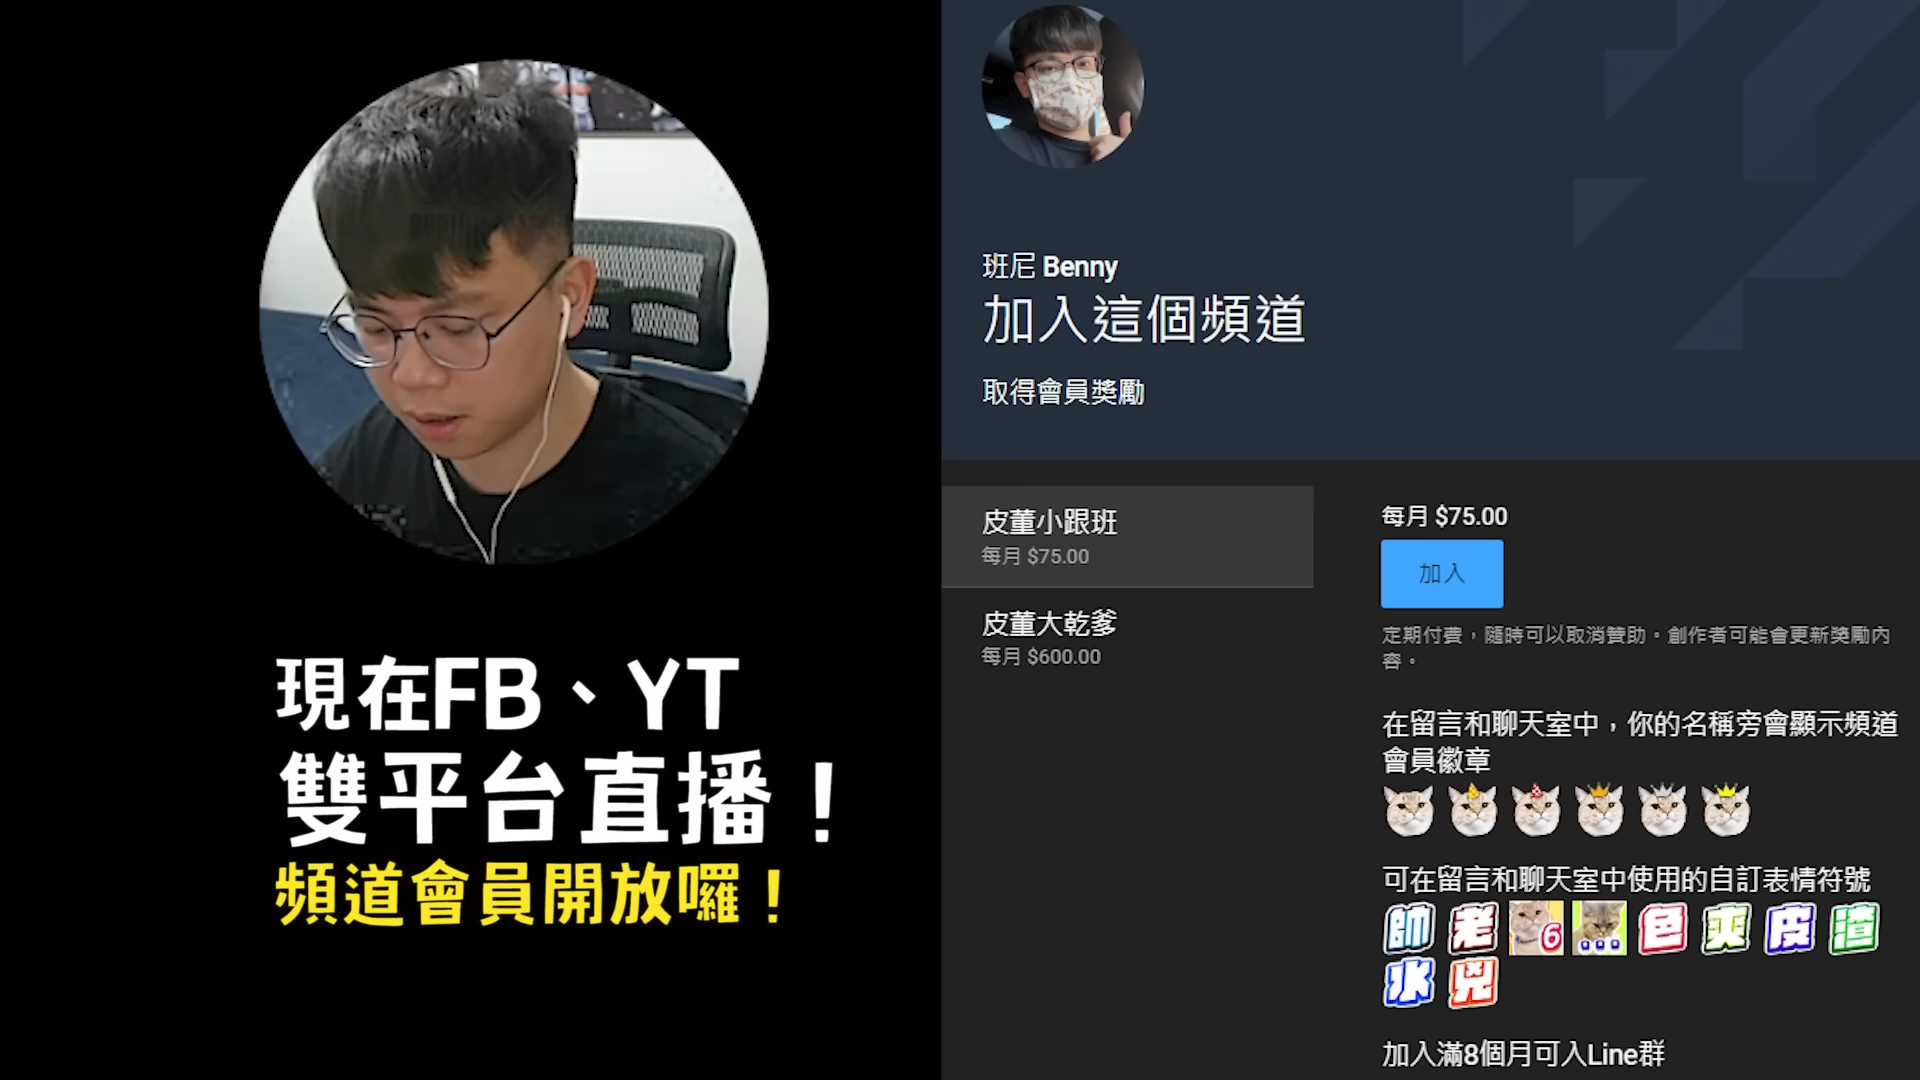 現在FB、YT
雙平台直播！
頻道會員開放囉！
班尼 Benny
加入這個頻道
取得會員獎勵
皮董小跟班
每月 $75.00
皮董大乾爹
每月 $600.00
每月 $75.00
加入
定期付費，隨時可以取消贊助。創作者可能會更新獎勵內
容。
在留言和聊天室中，你的名稱旁會顯示頻道
會員徽章
可在留言和聊天室中使用的自訂表情符號
帥 老 6 ... 色 爽 皮 渣
水 兇
加入滿8個月可入Line群